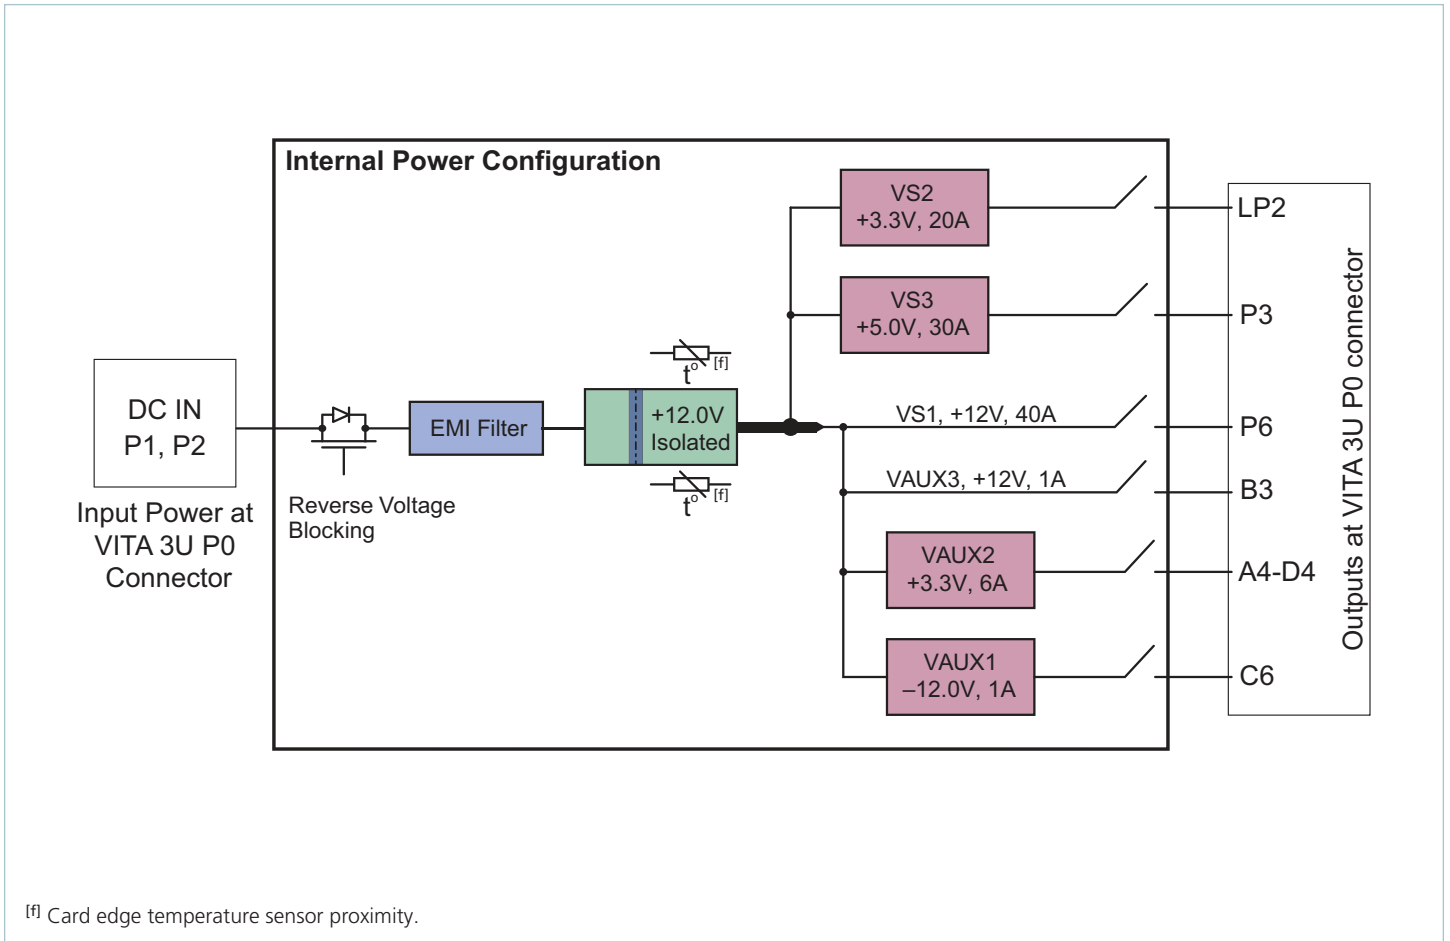 Internal Power Configuration
VS2
+3.3V, 20A
LP2
VS3
+5.0V, 30A
P3
DC IN
P1, P2
Input Power at
VITA 3U P0
Connector
Reverse Voltage
Blocking
EMI Filter
t° [f]
+12.0V
Isolated
t° [f]
VS1, +12V, 40A
P6
VAUX3, +12V, 1A
B3
VAUX2
+3.3V, 6A
A4-D4
VAUX1
–12.0V, 1A
C6
Outputs at VITA 3U P0 connector
[f] Card edge temperature sensor proximity.